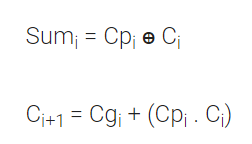 Sumᵢ = Cpᵢ ⊕ Cᵢ
Cᵢ₊₁ = Cgᵢ + (Cpᵢ . Cᵢ)